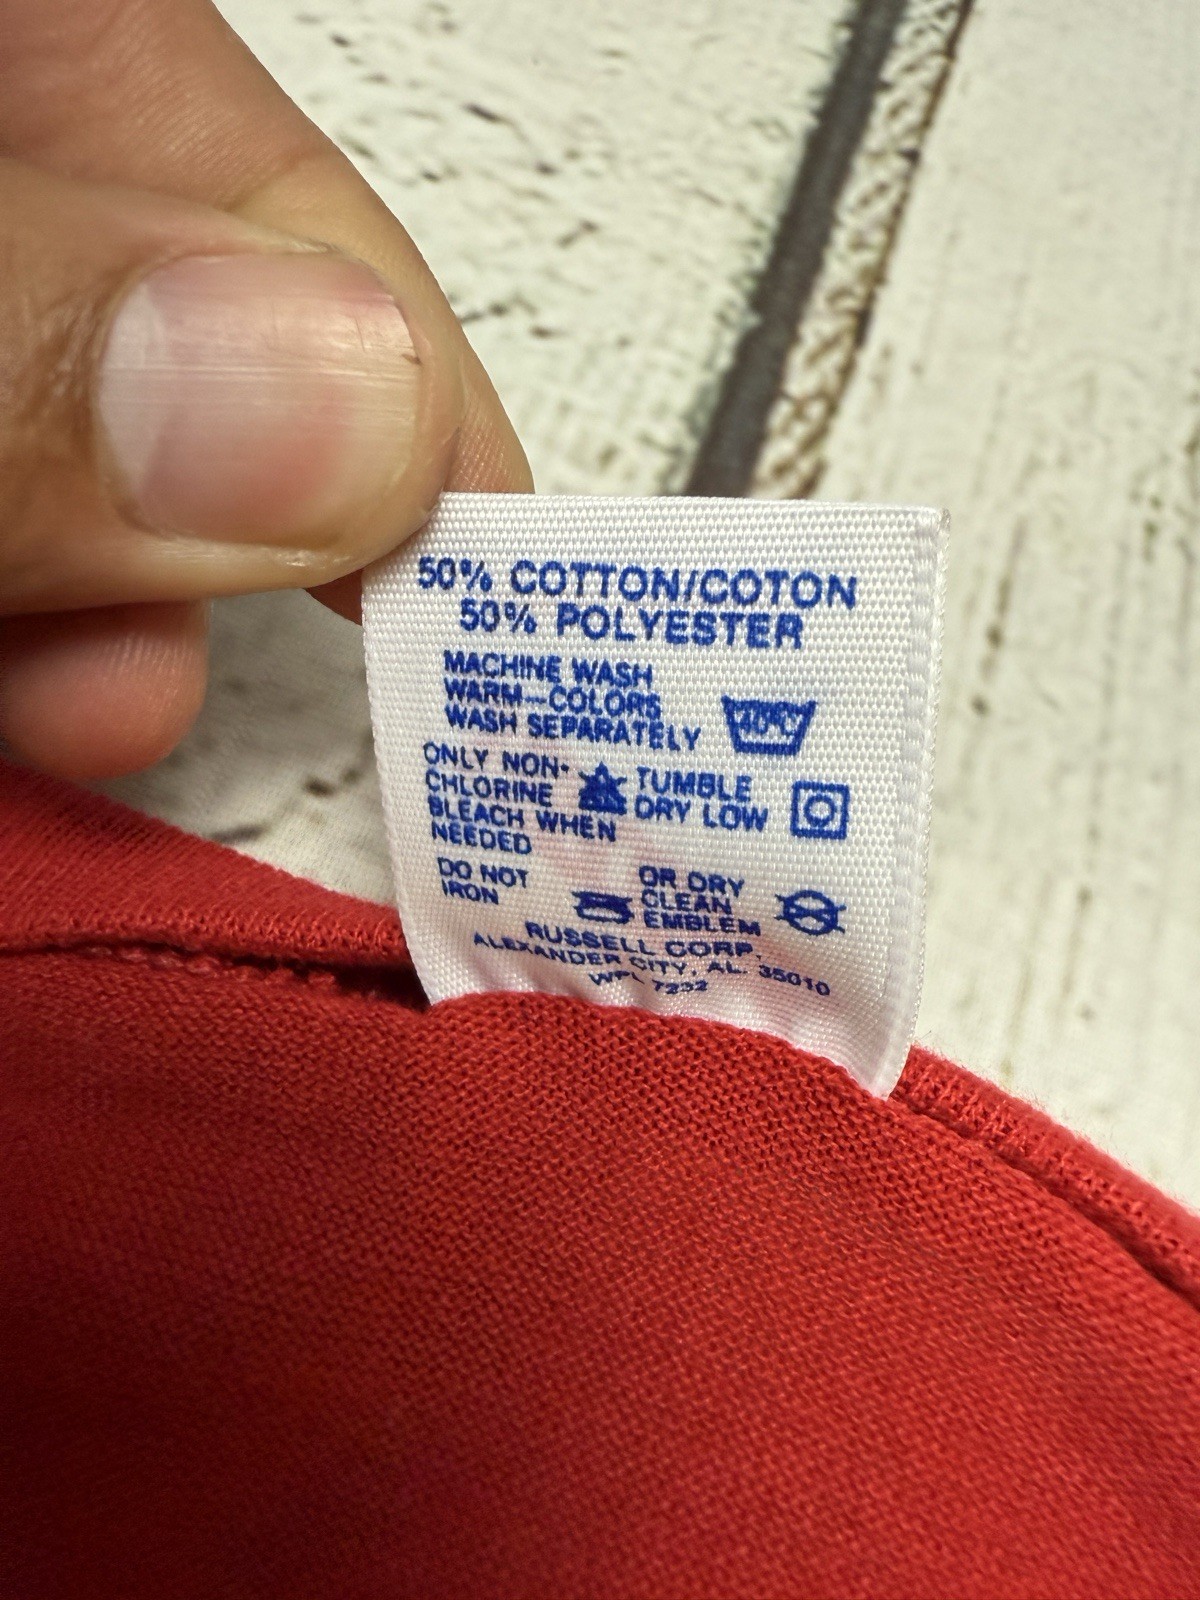 50% COTTON/COTON
50% POLYESTER
MACHINE WASH
WARM—COLORS
WASH SEPARATELY
40°C
ONLY NON-
CHLORINE
BLEACH WHEN
NEEDED
TUMBLE
DRY LOW
DO NOT
IRON
OR DRY
CLEAN
EMBLEM
RUSSELL CORP.
ALEXANDER CITY, AL 35010
WPL 7232